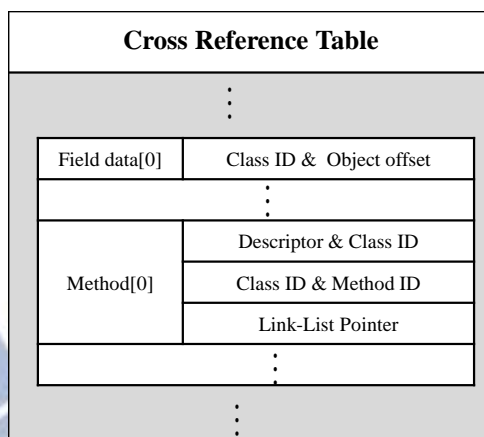 Cross Reference Table
Field data[0] Class ID & Object offset
Descriptor & Class ID
Method[0] Class ID & Method ID
Link-List Pointer